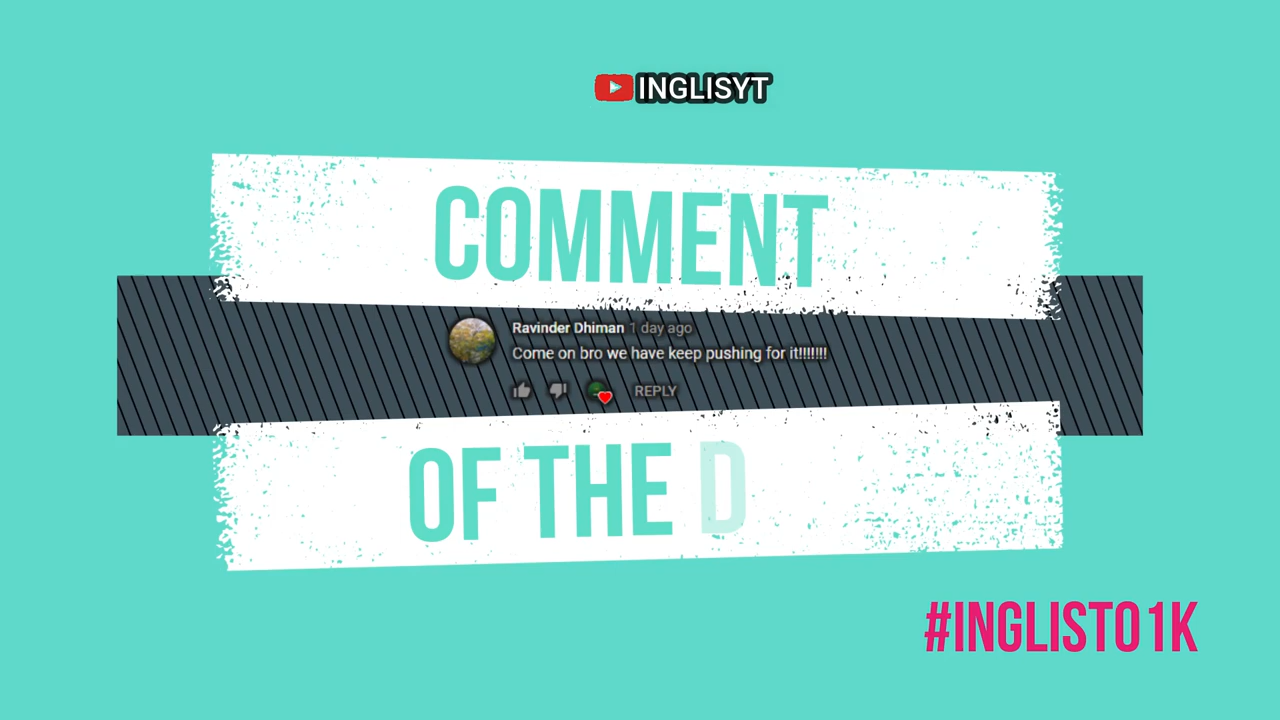 INGLISYT
COMMENT
Ravinder Dhiman 1 day ago
Come on bro we have keep pushing for it!!!!!!!
REPLY
OF THE D
#INGLISTO1K